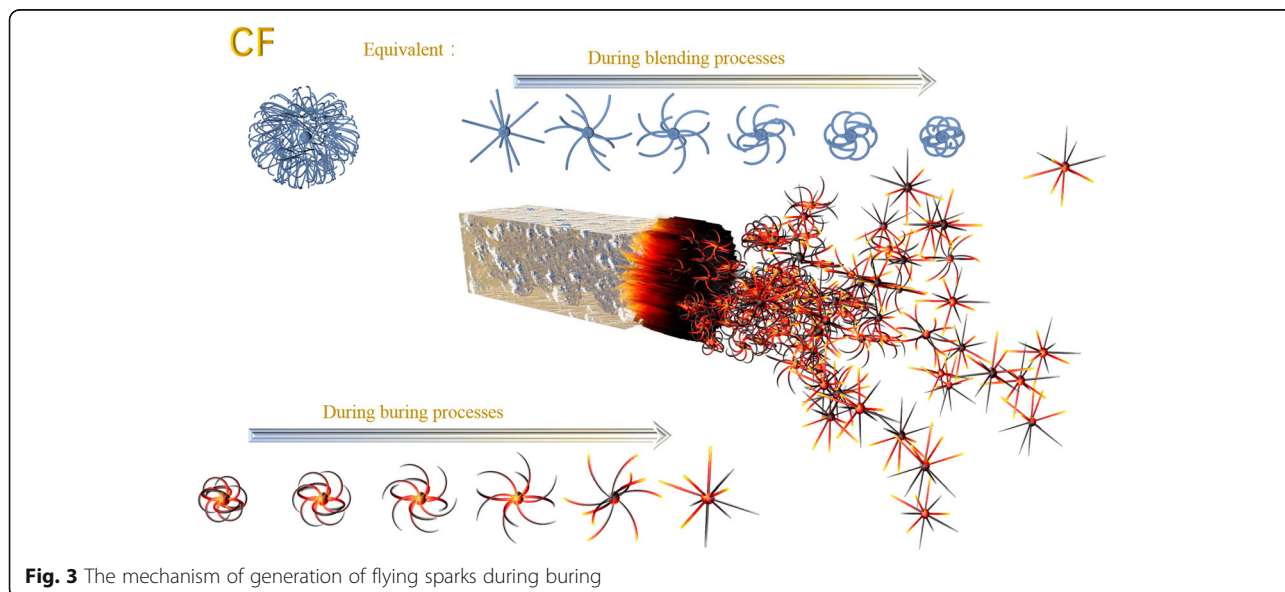 CF
Equivalent :
During blending processes
During buring processes
Fig. 3 The mechanism of generation of flying sparks during buring